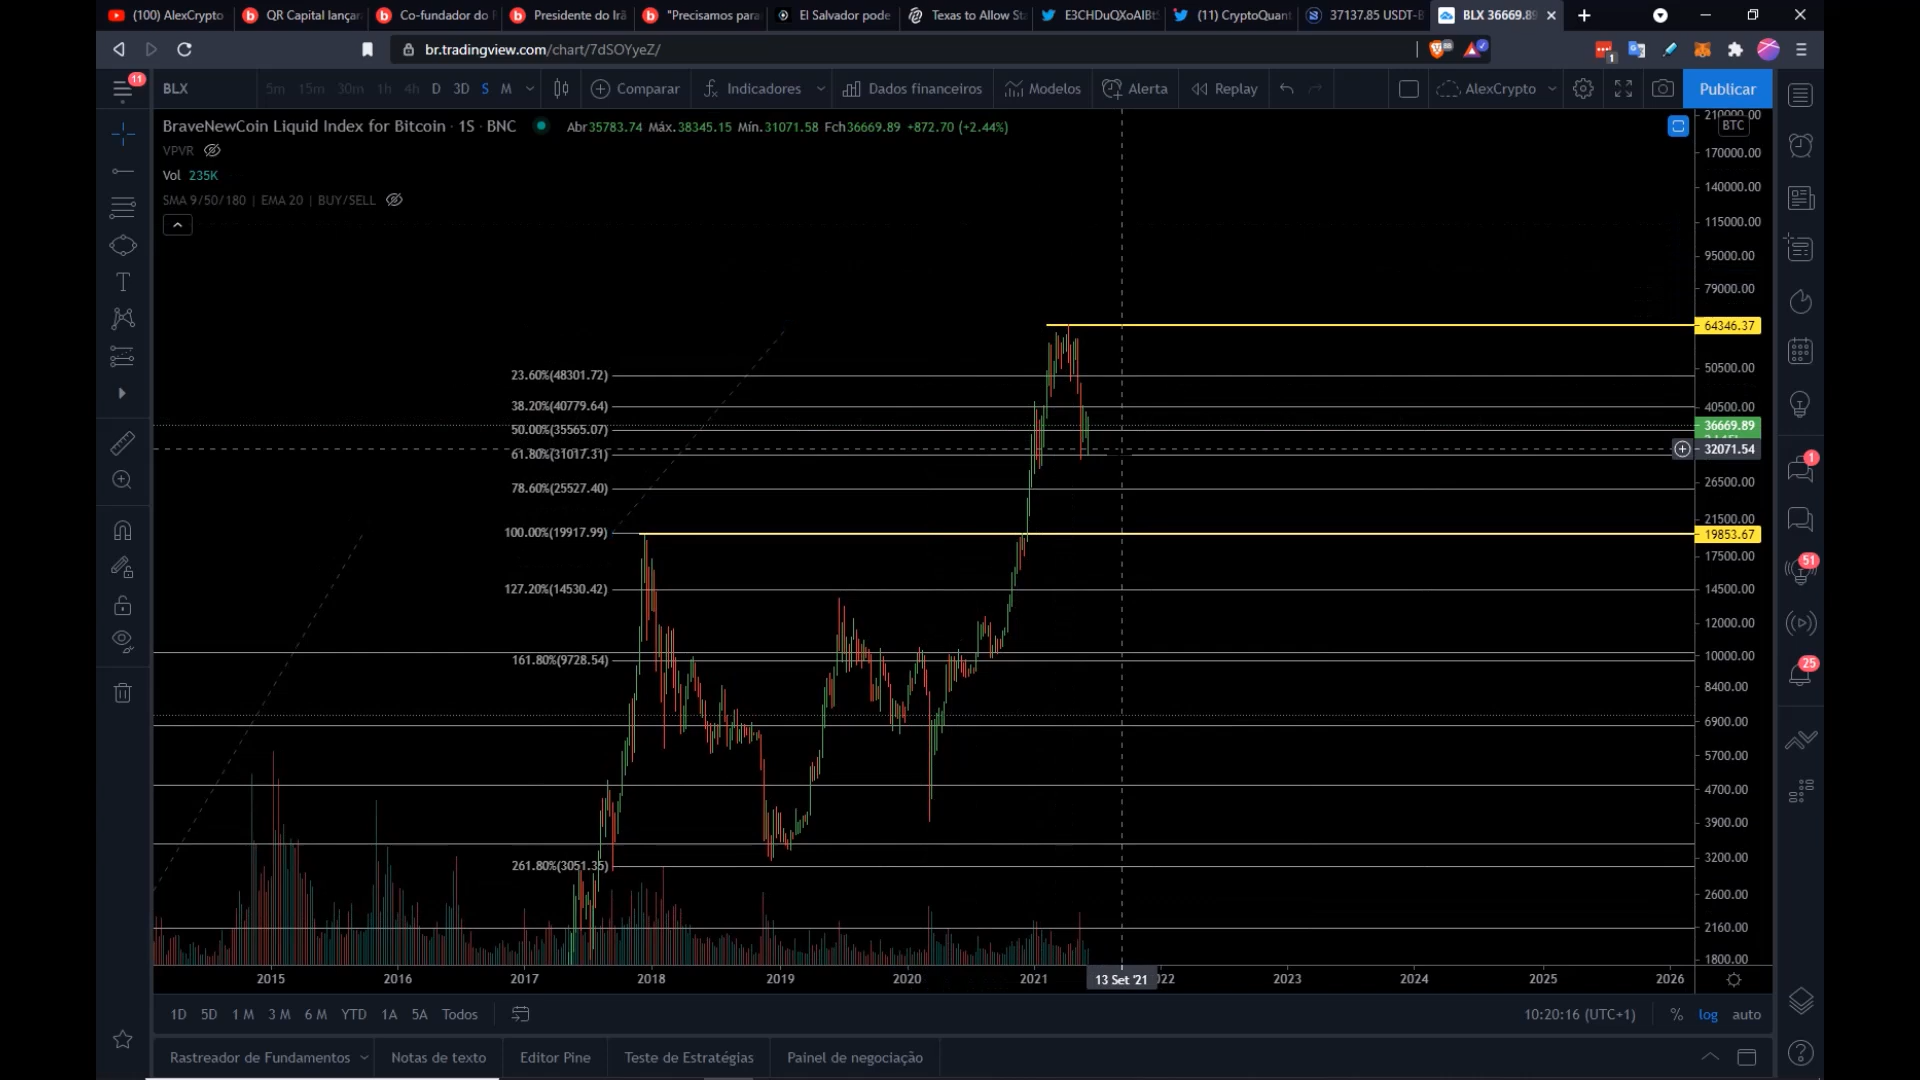 (100) AlexCrypto
QR Capital lançar
Co-fundador do
Presidente do Irã
"Precisamos para
El Salvador pode
Texas to Allow Sta
E3CHDuQXoAIBt
(11) CryptoQuant
37137.85 USDT-B
BLX 36669.89
br.tradingview.com/chart/7dSOYyeZ/
11
BLX
5m 15m 30m 1h 4h D 3D S M
Comparar
Indicadores
Dados financeiros
Modelos
Alerta
Replay
AlexCrypto
Publicar
BraveNewCoin Liquid Index for Bitcoin · 1S · BNC
Abr35783.74 Máx.38345.15 Mín.31071.58 Fch36669.89 +872.70 (+2.44%)
VPVR
Vol 235K
SMA 9/50/180 | EMA 20 | BUY/SELL
BTC
210000.00
170000.00
140000.00
115000.00
95000.00
79000.00
64346.37
50500.00
40500.00
36669.89
32071.54
26500.00
21500.00
19853.67
17500.00
14500.00
12000.00
10000.00
8400.00
6900.00
5700.00
4700.00
3900.00
3200.00
2600.00
2160.00
1800.00
23.60%(48301.72)
38.20%(40779.64)
50.00%(35565.07)
61.80%(31017.31)
78.60%(25527.40)
100.00%(19917.99)
127.20%(14530.42)
161.80%(9728.54)
261.80%(3051.35)
1
51
25
2015 2016 2017 2018 2019 2020 2021 13 Set '21 022 2023 2024 2025 2026
1D 5D 1 M 3 M 6 M YTD 1A 5A Todos
10:20:16 (UTC+1) % log auto
Rastreador de Fundamentos
Notas de texto
Editor Pine
Teste de Estratégias
Painel de negociação